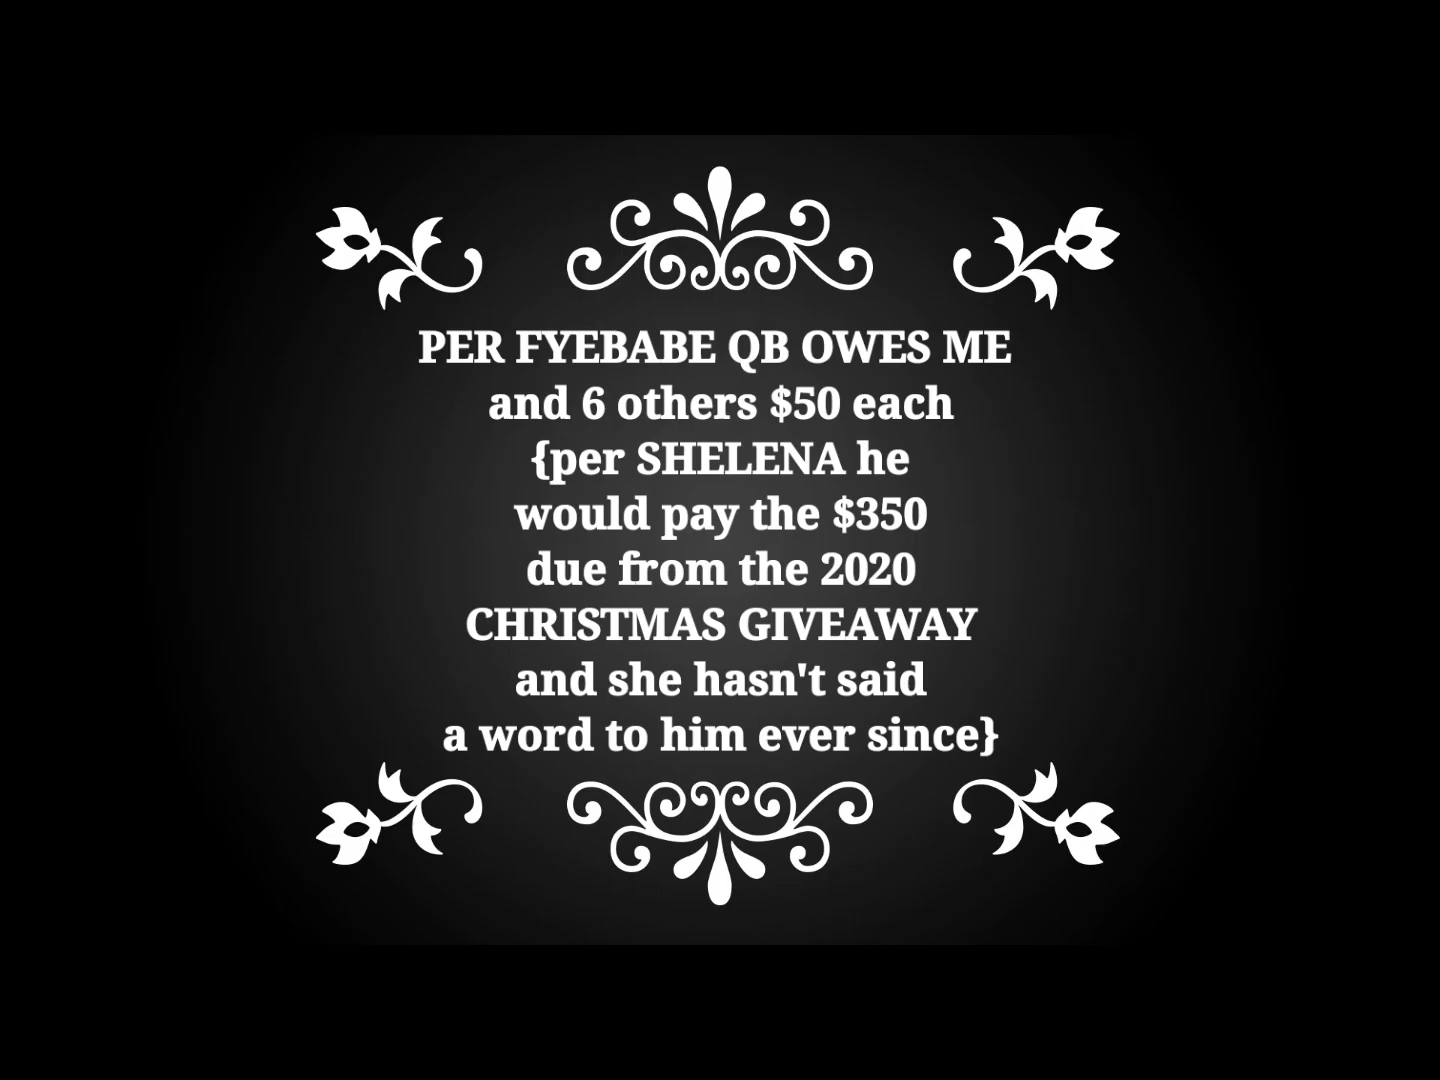 PER FYEBABE QB OWES ME
and 6 others $50 each
{per SHELENA he
would pay the $350
due from the 2020
CHRISTMAS GIVEAWAY
and she hasn't said
a word to him ever since}